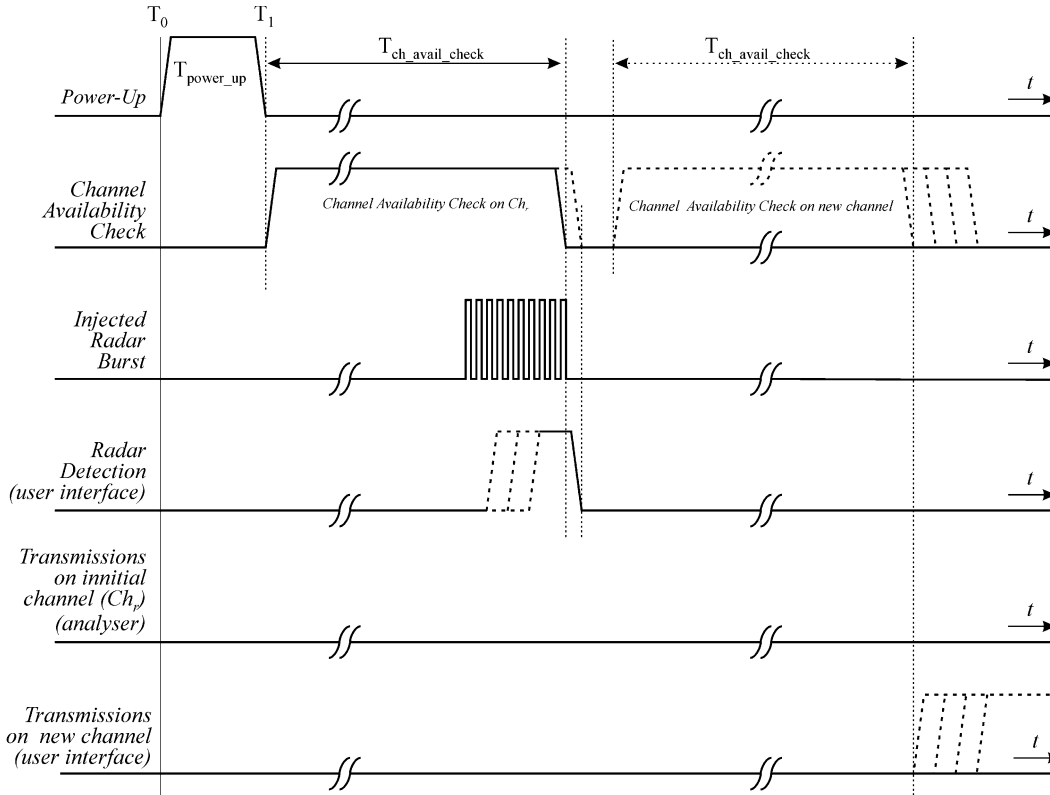 T0 T1
Tpower_up
Tch_avail_check
Tch_avail_check
t
Power-Up
Channel
Availability
Check
Channel Availability Check on Chr
Channel Availability Check on new channel
t
Injected
Radar
Burst
t
Radar
Detection
(user interface)
t
Transmissions
on innitial
channel (Chr)
(analyser)
t
Transmissions
on new channel
(user interface)
t